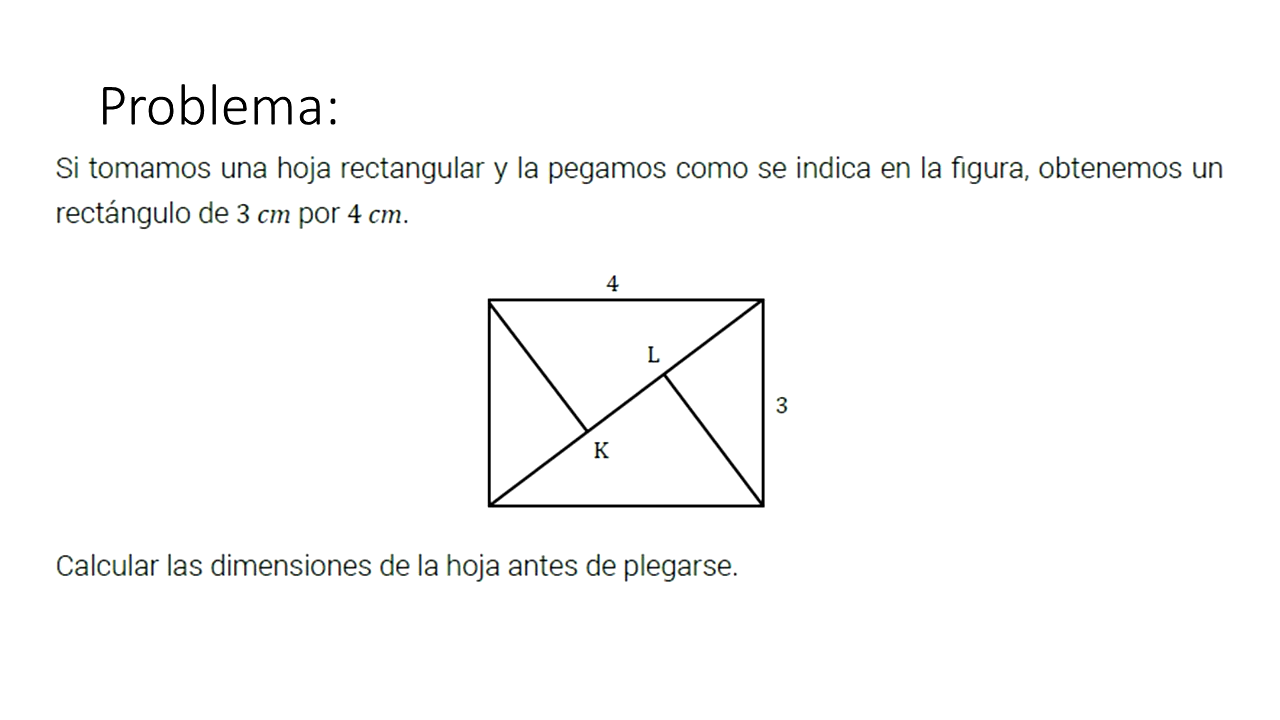 Problema:
Si tomamos una hoja rectangular y la pegamos como se indica en la figura, obtenemos un
rectángulo de 3 cm por 4 cm.
4
L
3
K
Calcular las dimensiones de la hoja antes de plegarse.